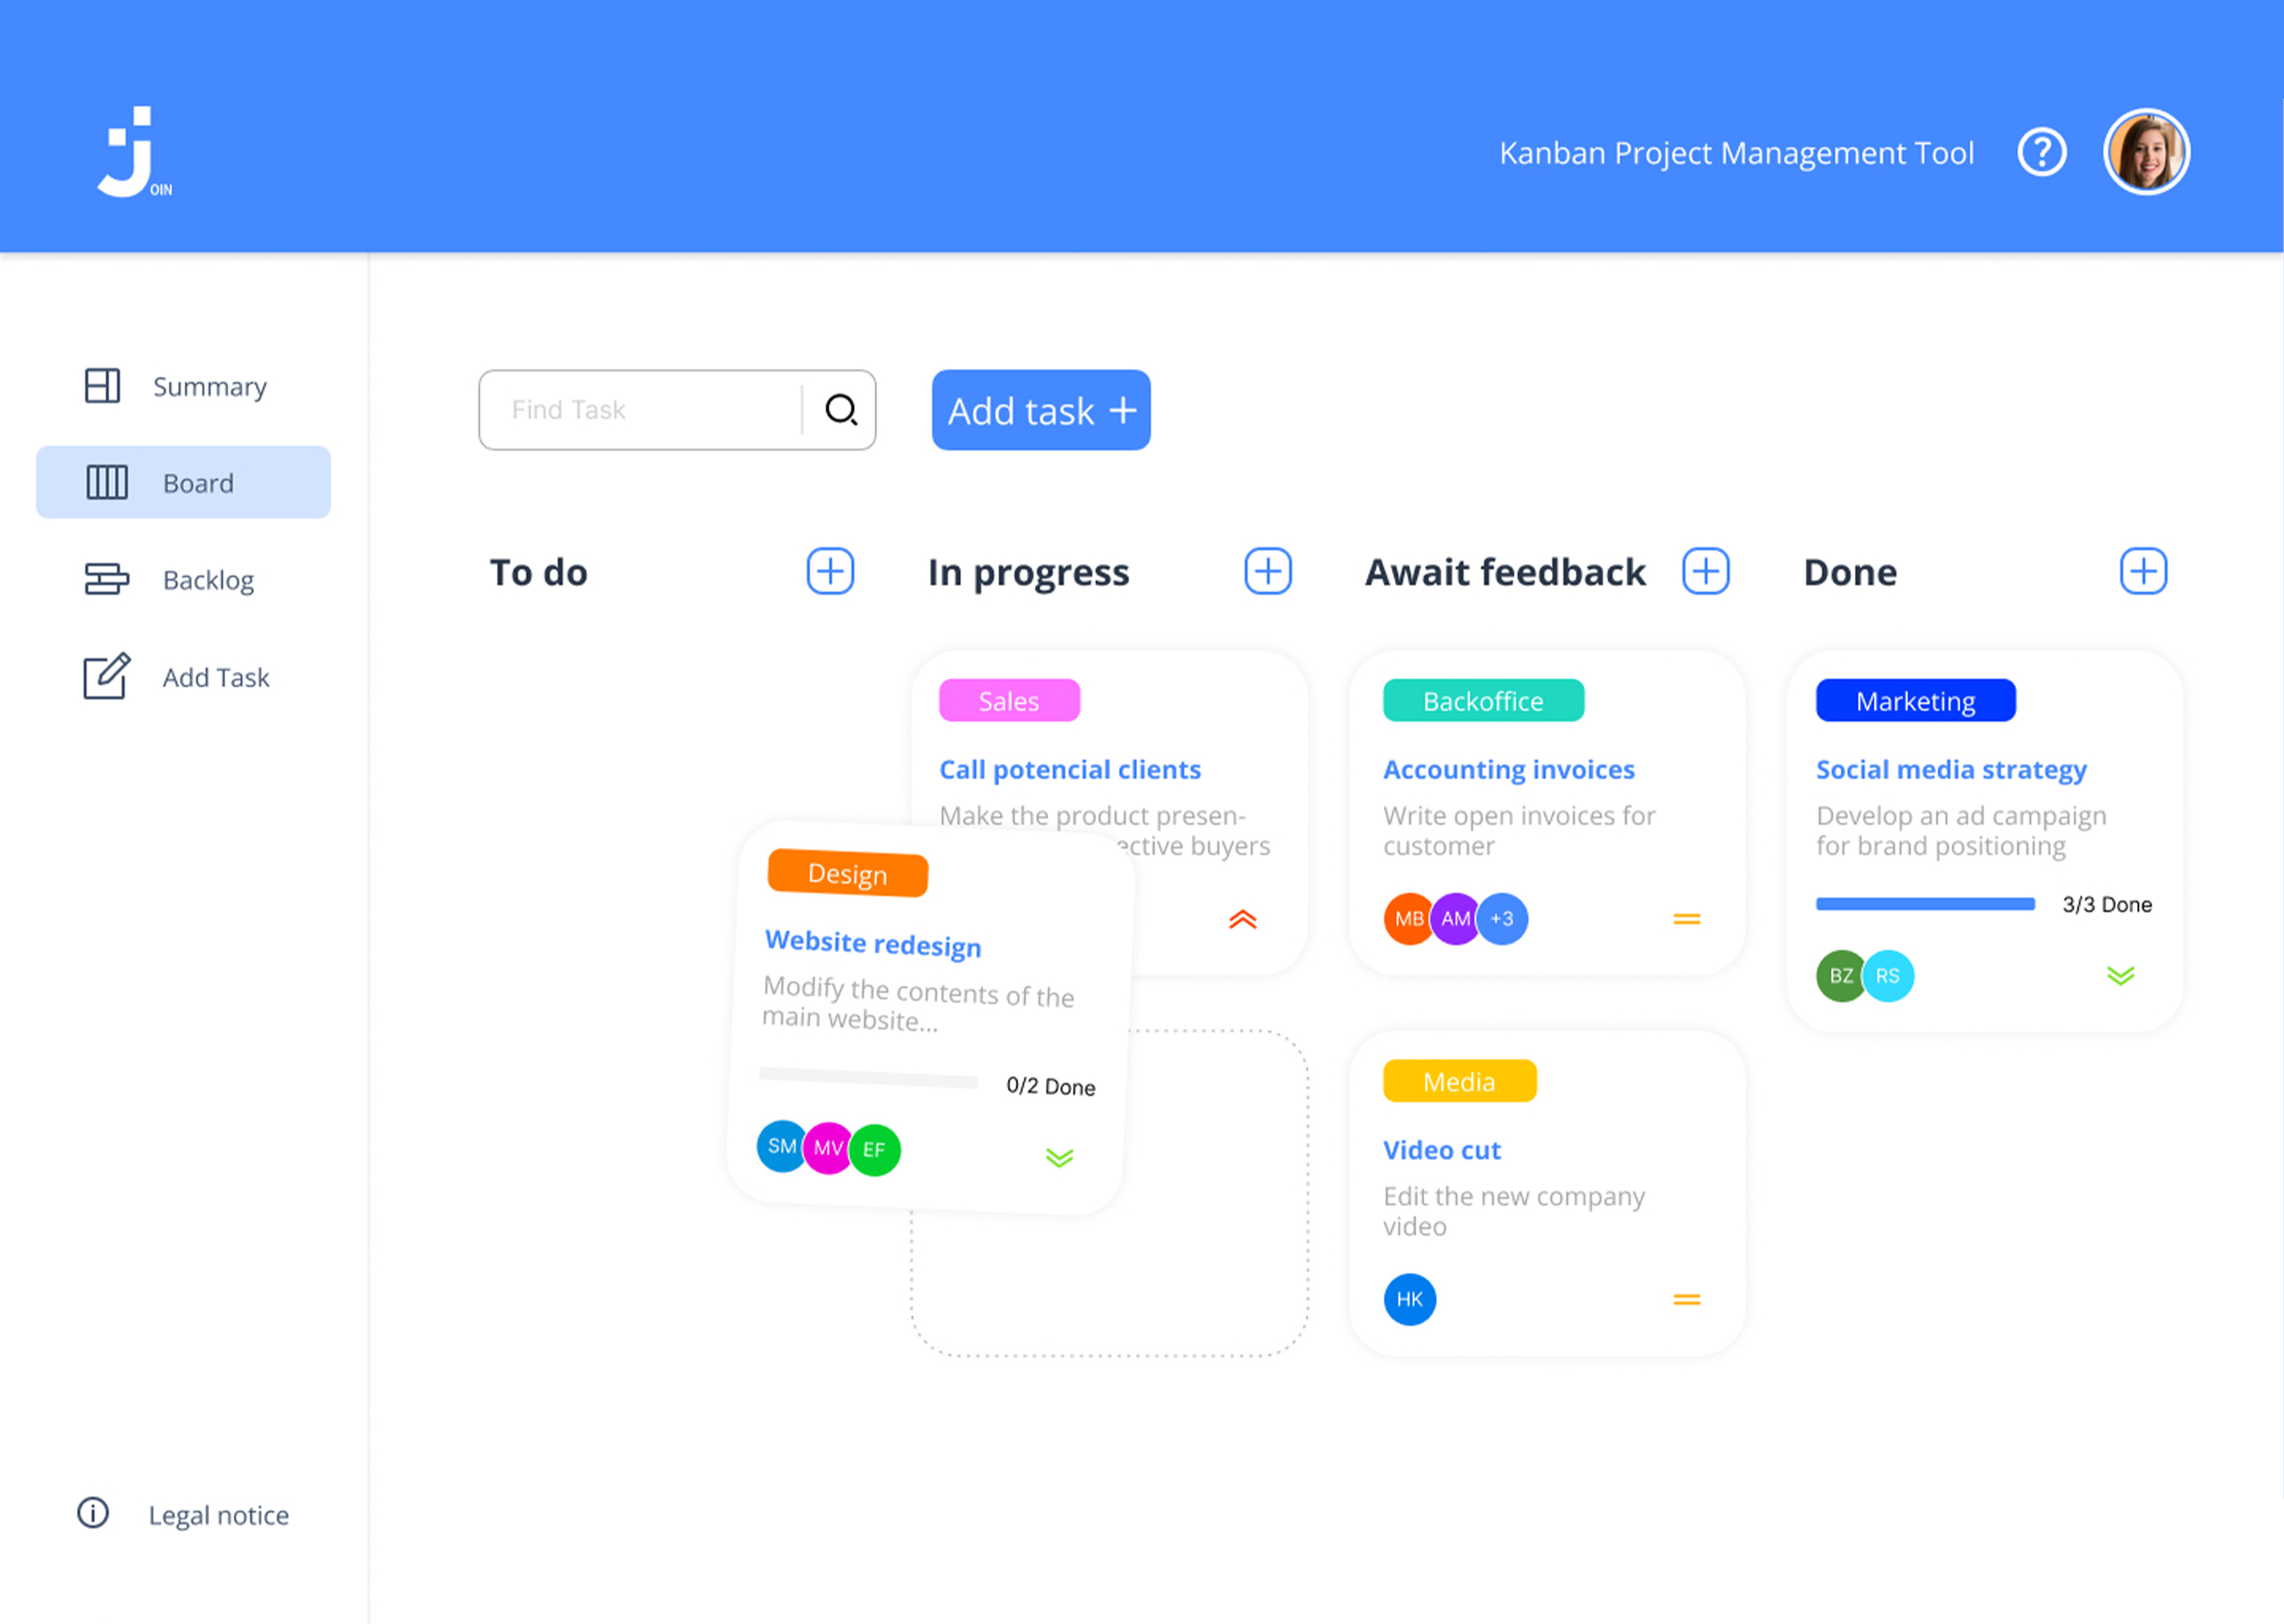 OIN
Kanban Project Management Tool
?
Summary
Board
Backlog
Add Task
Legal notice
Find Task
Add task +
To do
In progress
Await feedback
Done
Sales
Call potencial clients
Make the product presen-
ective buyers
Design
Website redesign
Modify the contents of the
main website...
0/2 Done
SM MV EF
Backoffice
Accounting invoices
Write open invoices for
customer
MB AM +3
Media
Video cut
Edit the new company
video
HK
Marketing
Social media strategy
Develop an ad campaign
for brand positioning
3/3 Done
BZ RS